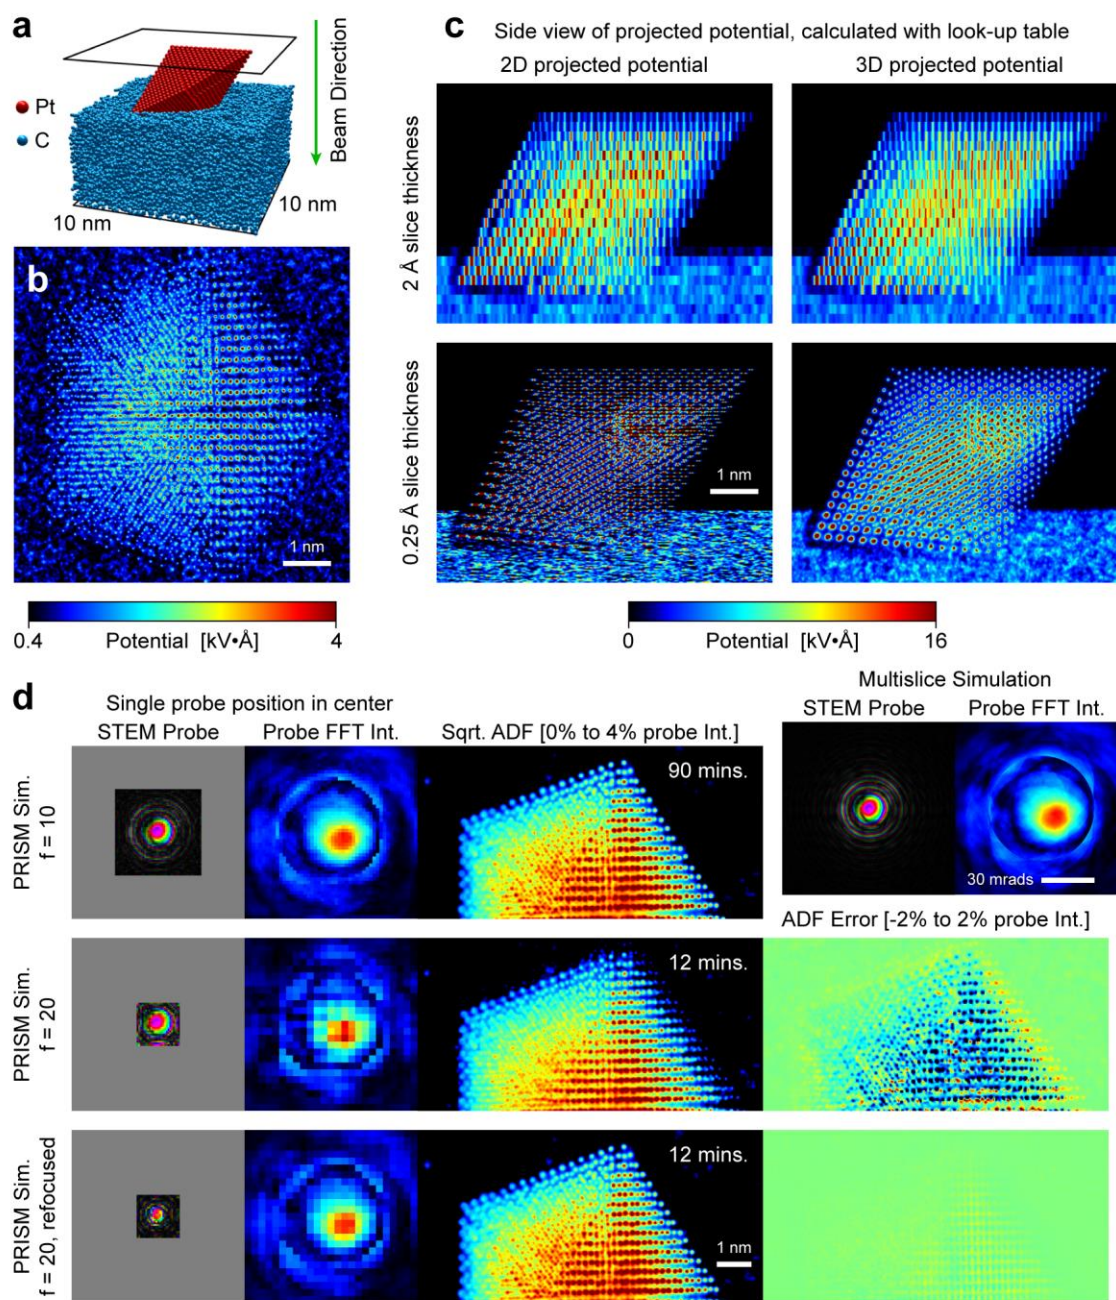 a
Pt
C
Beam Direction
10 nm
10 nm
b
1 nm
0.4
Potential [kV•Å]
4
c
Side view of projected potential, calculated with look-up table
2D projected potential
3D projected potential
2 Å slice thickness
0.25 Å slice thickness
1 nm
0
Potential [kV•Å]
16
d
Single probe position in center
STEM Probe
Probe FFT Int.
Sqrt. ADF [0% to 4% probe Int.]
Multislice Simulation
STEM Probe
Probe FFT Int.
PRISM Sim.
f = 10
90 mins.
30 mrads
ADF Error [-2% to 2% probe Int.]
PRISM Sim.
f = 20
12 mins.
PRISM Sim.
f = 20, refocused
12 mins.
1 nm